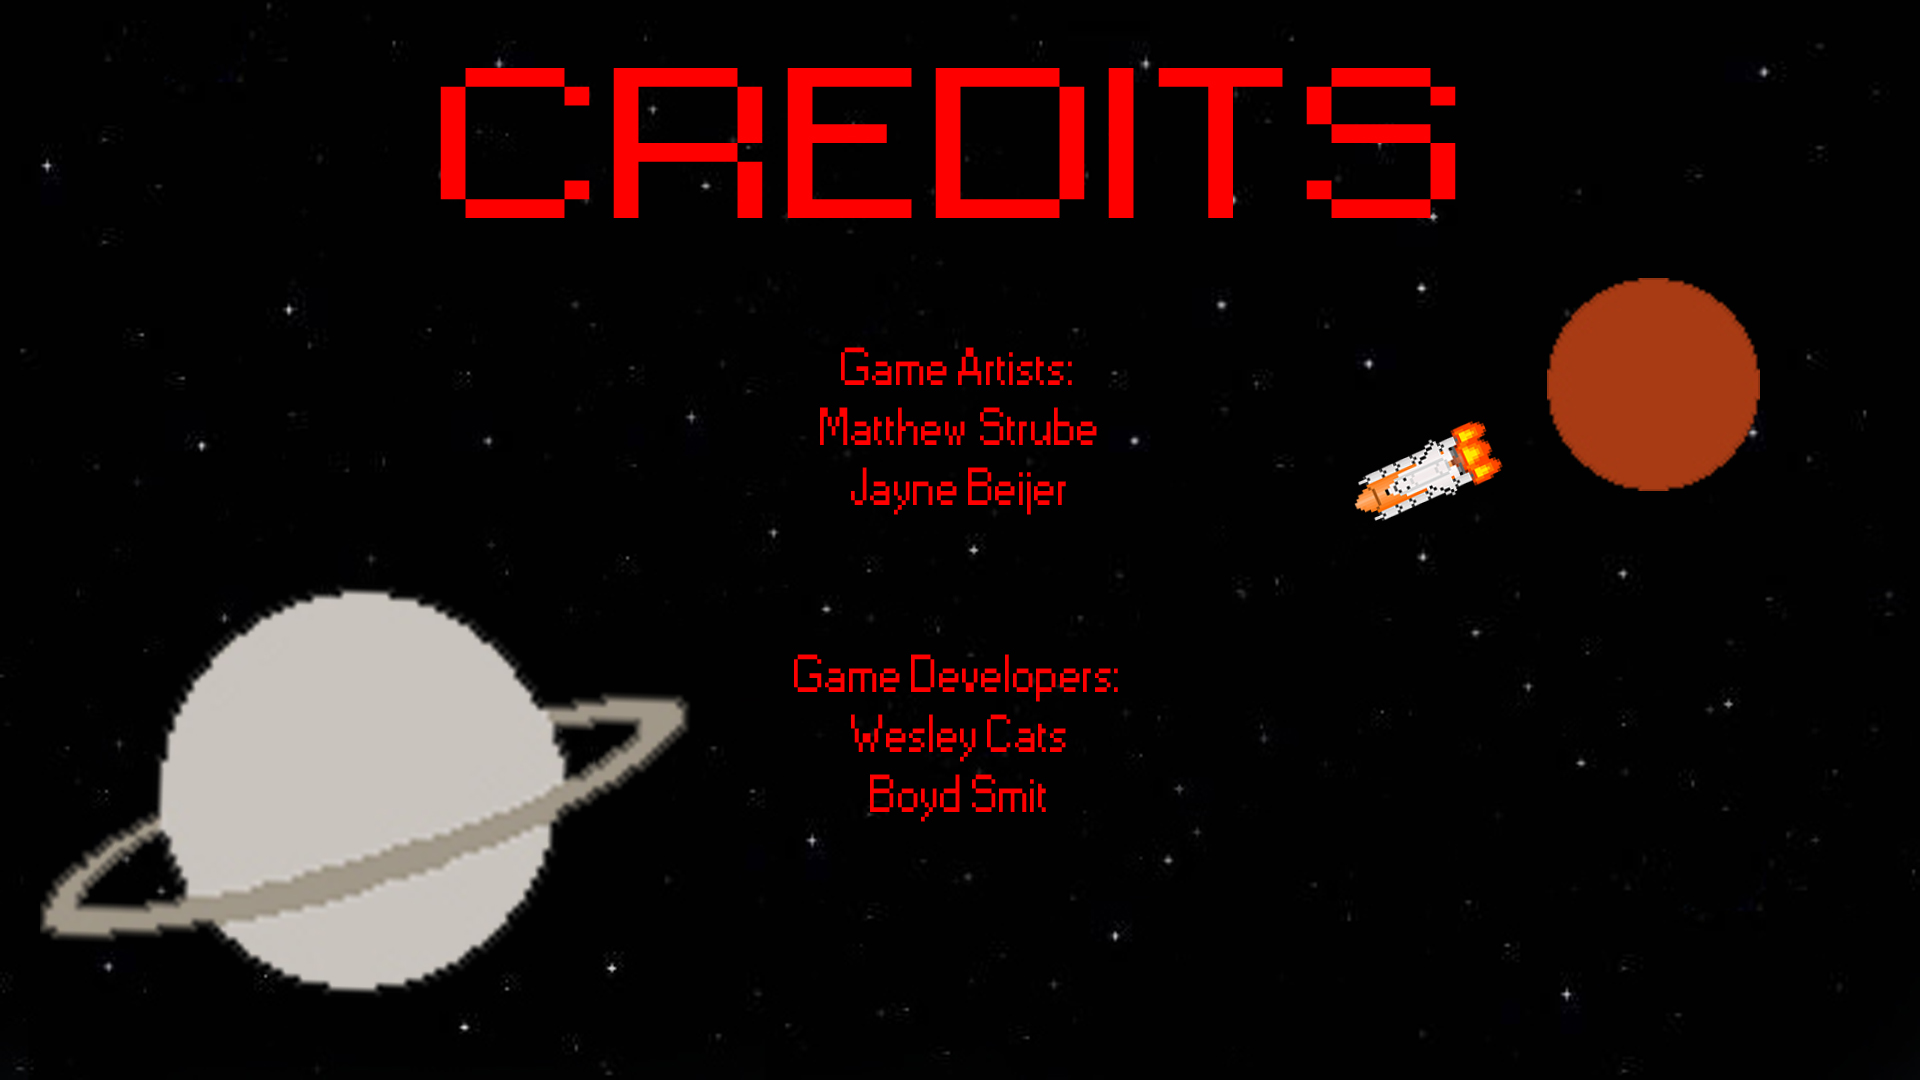 CREDITS
Game Artists:
Matthew Strube
Jayne Beijer
Game Developers:
Wesley Cats
Boyd Smit